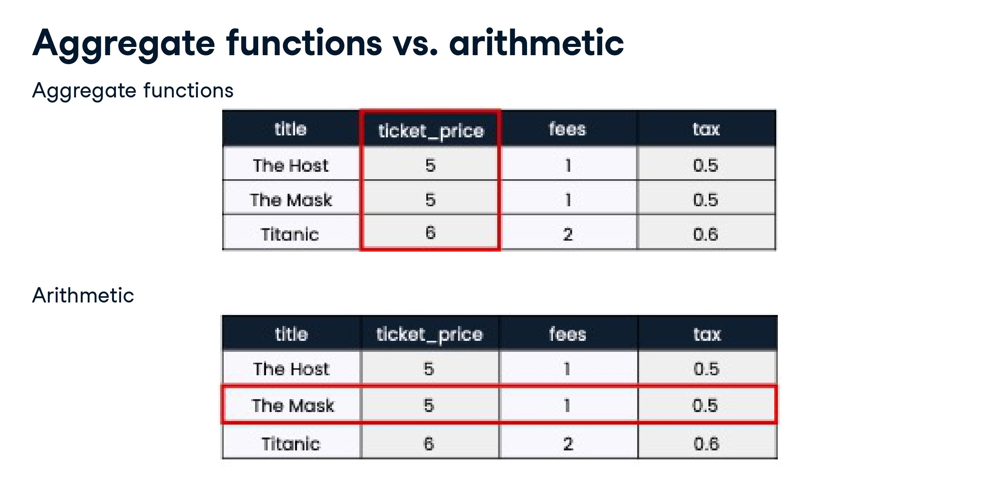 Aggregate functions vs. arithmetic
Aggregate functions
title ticket_price fees tax
The Host 5 1 0.5
The Mask 5 1 0.5
Titanic 6 2 0.6
Arithmetic
title ticket_price fees tax
The Host 5 1 0.5
The Mask 5 1 0.5
Titanic 6 2 0.6